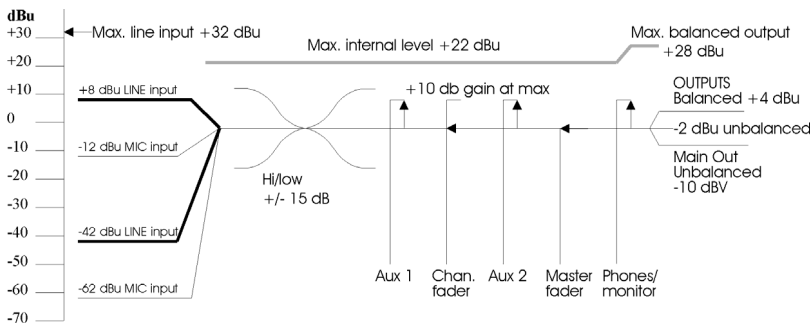 dBu
+30
+20
+10
0
-10
-20
-30
-40
-50
-60
-70
Max. line input +32 dBu
Max. internal level +22 dBu
Max. balanced output
+28 dBu
+8 dBu LINE input
-12 dBu MIC input
-42 dBu LINE input
-62 dBu MIC input
Hi/low
+/- 15 dB
+10 db gain at max
Aux 1
Chan.
fader
Aux 2
Master
fader
Phones/
monitor
OUTPUTS
Balanced +4 dBu
-2 dBu unbalanced
Main Out
Unbalanced
-10 dBV